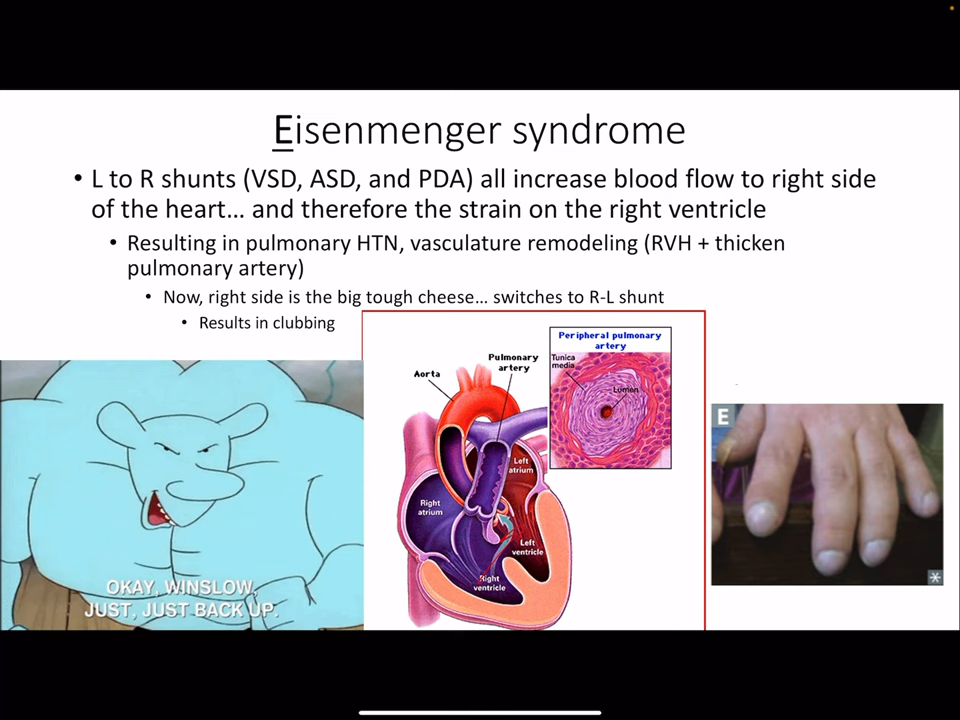 Eisenmenger syndrome
• L to R shunts (VSD, ASD, and PDA) all increase blood flow to right side
of the heart… and therefore the strain on the right ventricle
• Resulting in pulmonary HTN, vasculature remodeling (RVH + thicken
pulmonary artery)
• Now, right side is the big tough cheese… switches to R-L shunt
• Results in clubbing
OKAY, WINSLOW,
JUST, JUST BACK UP.
Aorta
Pulmonary
artery
Right
atrium
Left
atrium
Left
ventricle
Right
ventricle
Peripheral pulmonary
artery
Tunica
media
Lumen
E